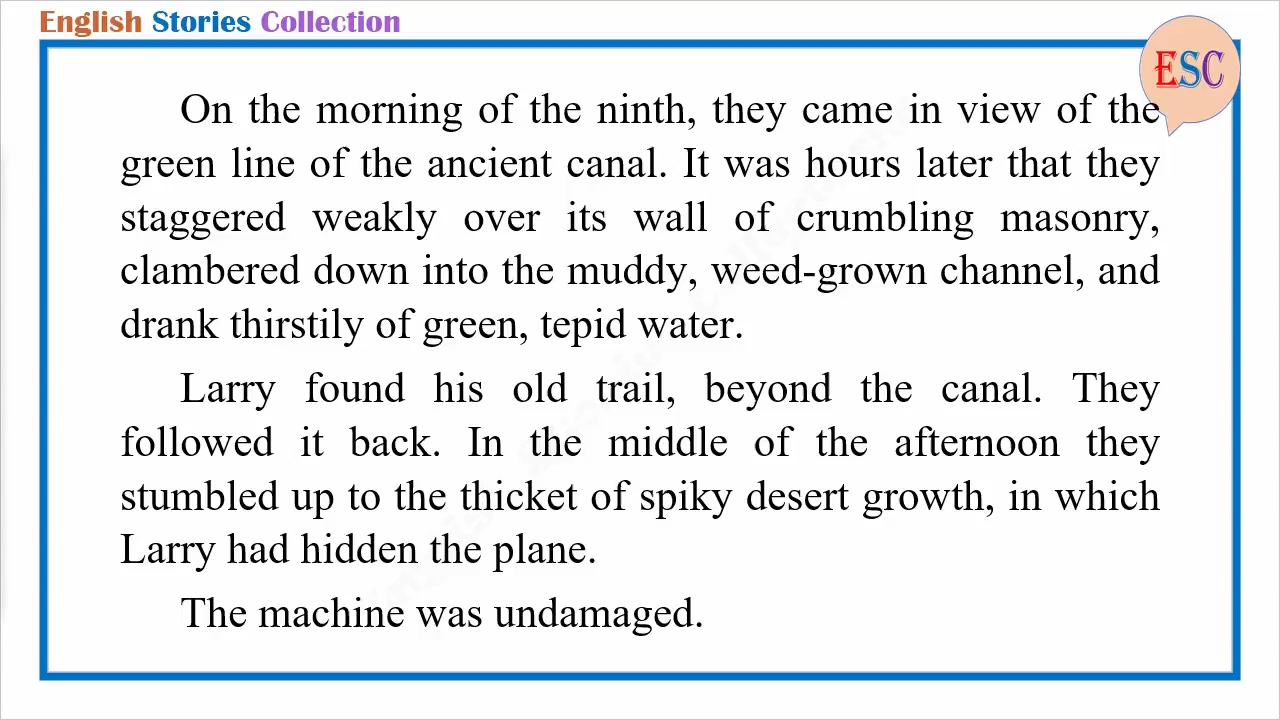 English Stories Collection
ESC
On the morning of the ninth, they came in view of the
green line of the ancient canal. It was hours later that they
staggered weakly over its wall of crumbling masonry,
clambered down into the muddy, weed-grown channel, and
drank thirstily of green, tepid water.
Larry found his old trail, beyond the canal. They
followed it back. In the middle of the afternoon they
stumbled up to the thicket of spiky desert growth, in which
Larry had hidden the plane.
The machine was undamaged.